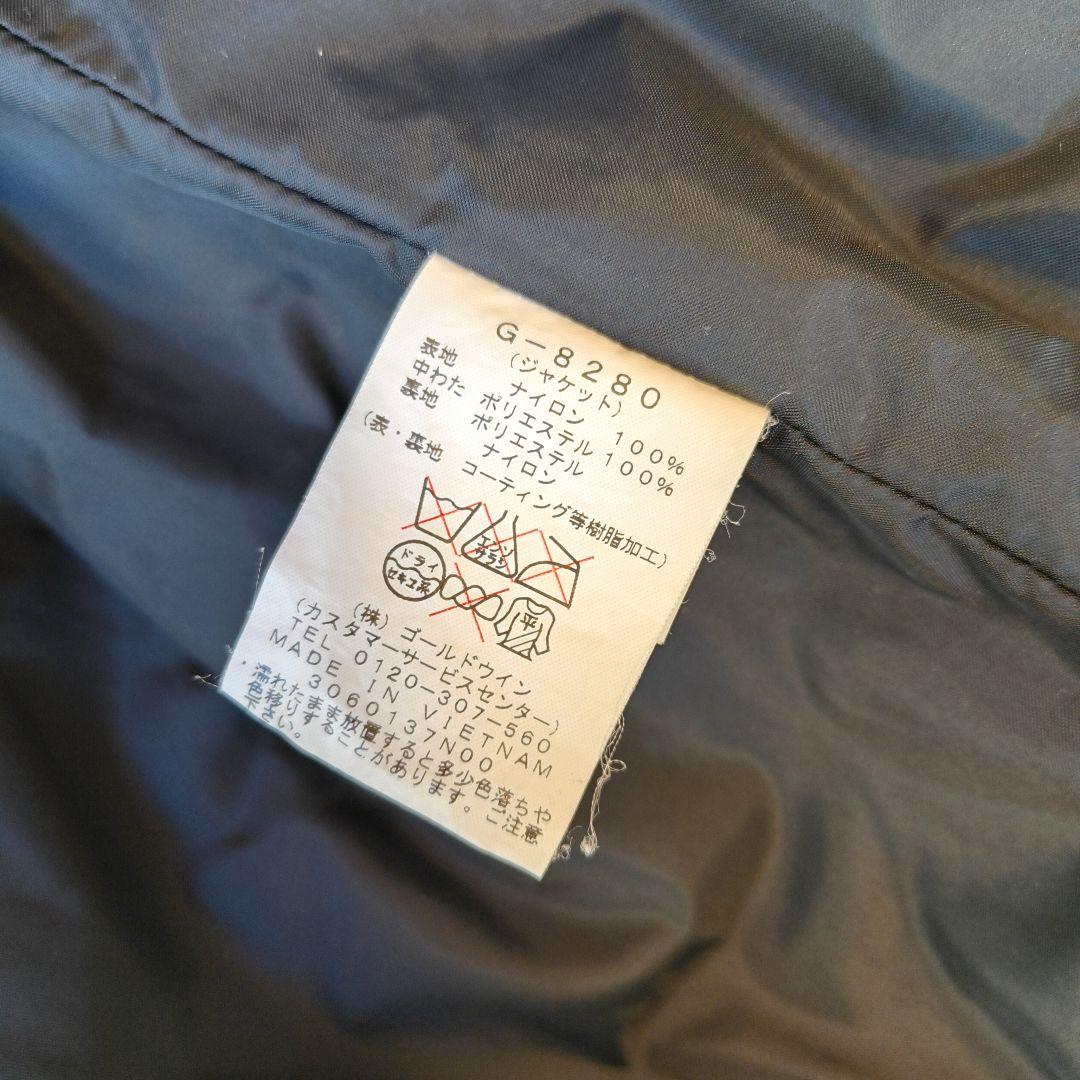 G-8280
(ジャケット)
表地 ナイロン 100%
中わた ポリエステル 100%
裏地 ポリエステル
ナイロン
(表・裏地 コーティング等樹脂加工)
エンソ
サラシ
ドライ
セキユ系
平
(株)ゴールドウイン
(カスタマーサービスセンター)
TEL 0120-307-560
MADE IN VIETNAM
3060137N00
・濡れたまま放置すると多少色落ちや
色移りすることがあります。ご注意
下さい。